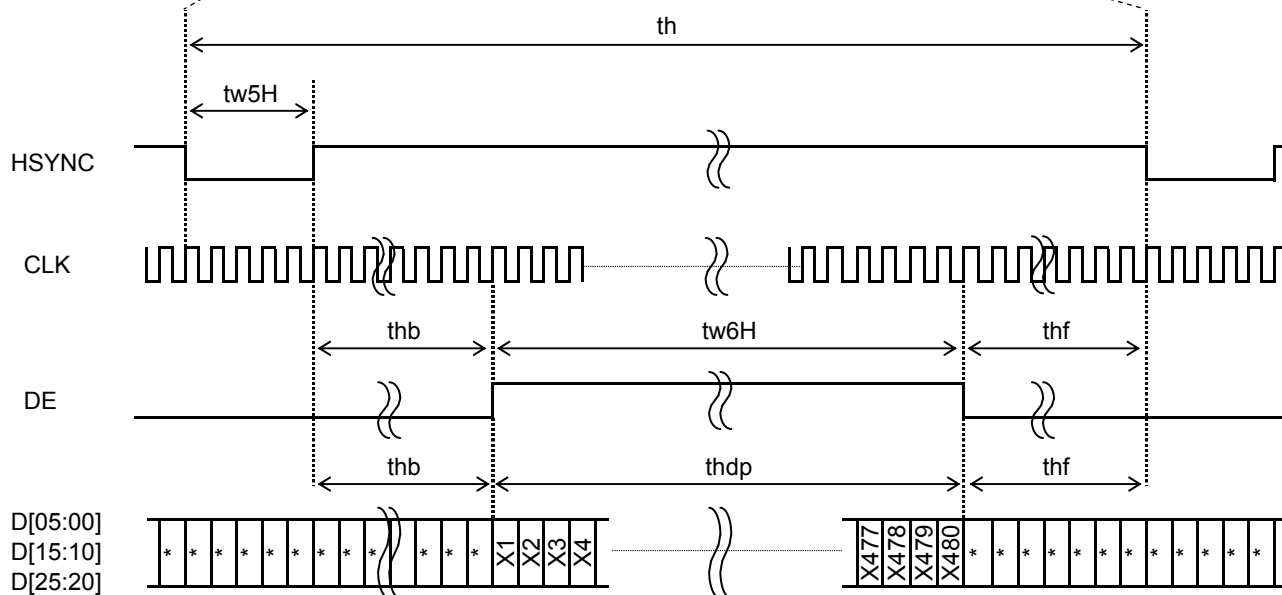 th
tw5H
HSYNC
CLK
thb tw6H thf
DE
thb thdp thf
D[05:00]
D[15:10]
D[25:20]
* * * * * * * * * * * * X1 X2 X3 X4 X477 X478 X479 X480 * * * * * * * * * * * *